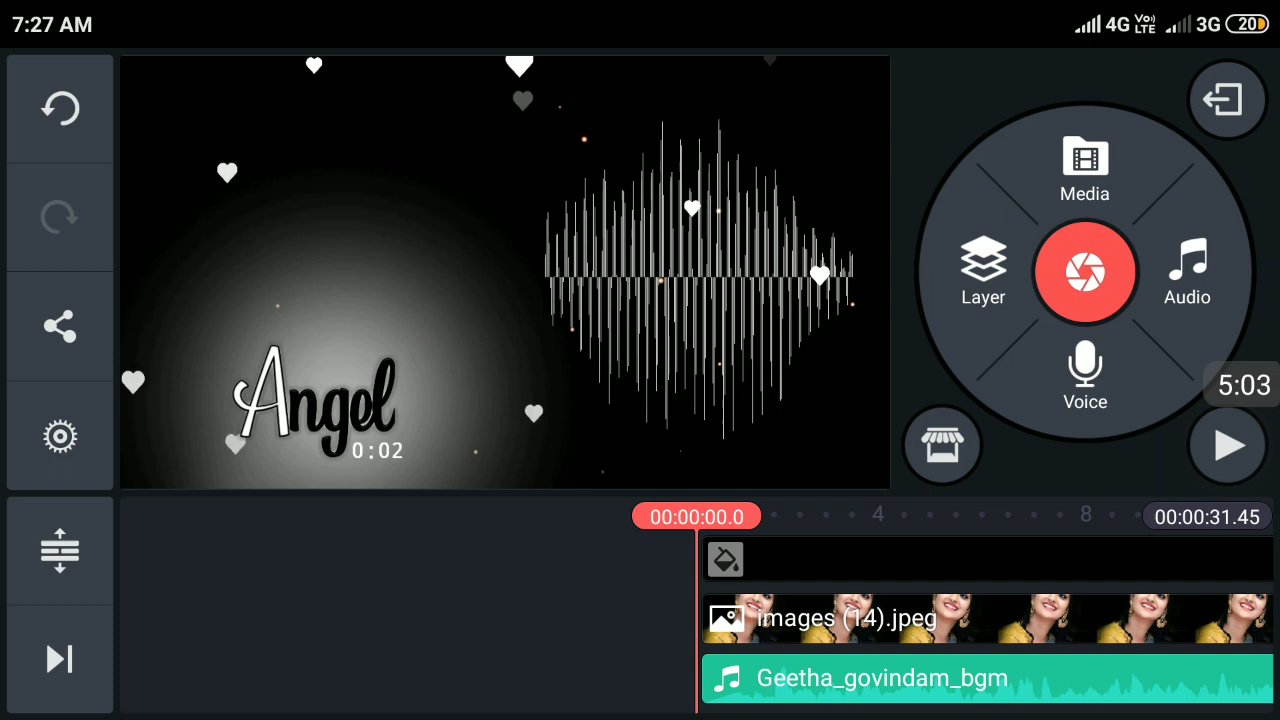 7:27 AM
4G VoLTE 3G 20
Media
Layer
Audio
Voice
5:03
Angel
0:02
00:00:00.0
4
8
00:00:31.45
images (14).jpeg
Geetha_govindam_bgm